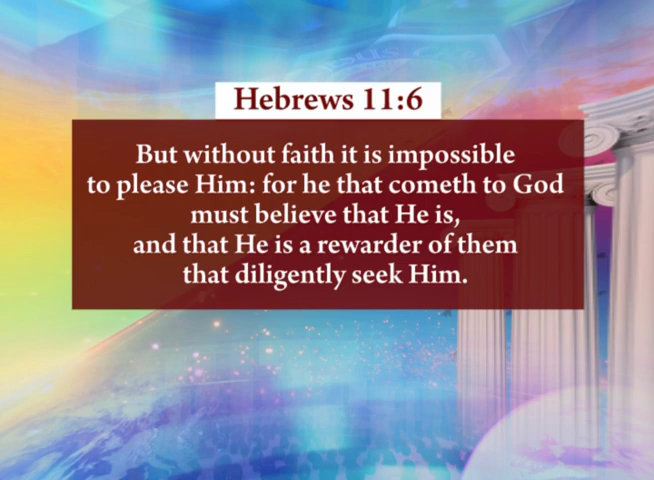 Hebrews 11:6
But without faith it is impossible
to please Him: for he that cometh to God
must believe that He is,
and that He is a rewarder of them
that diligently seek Him.